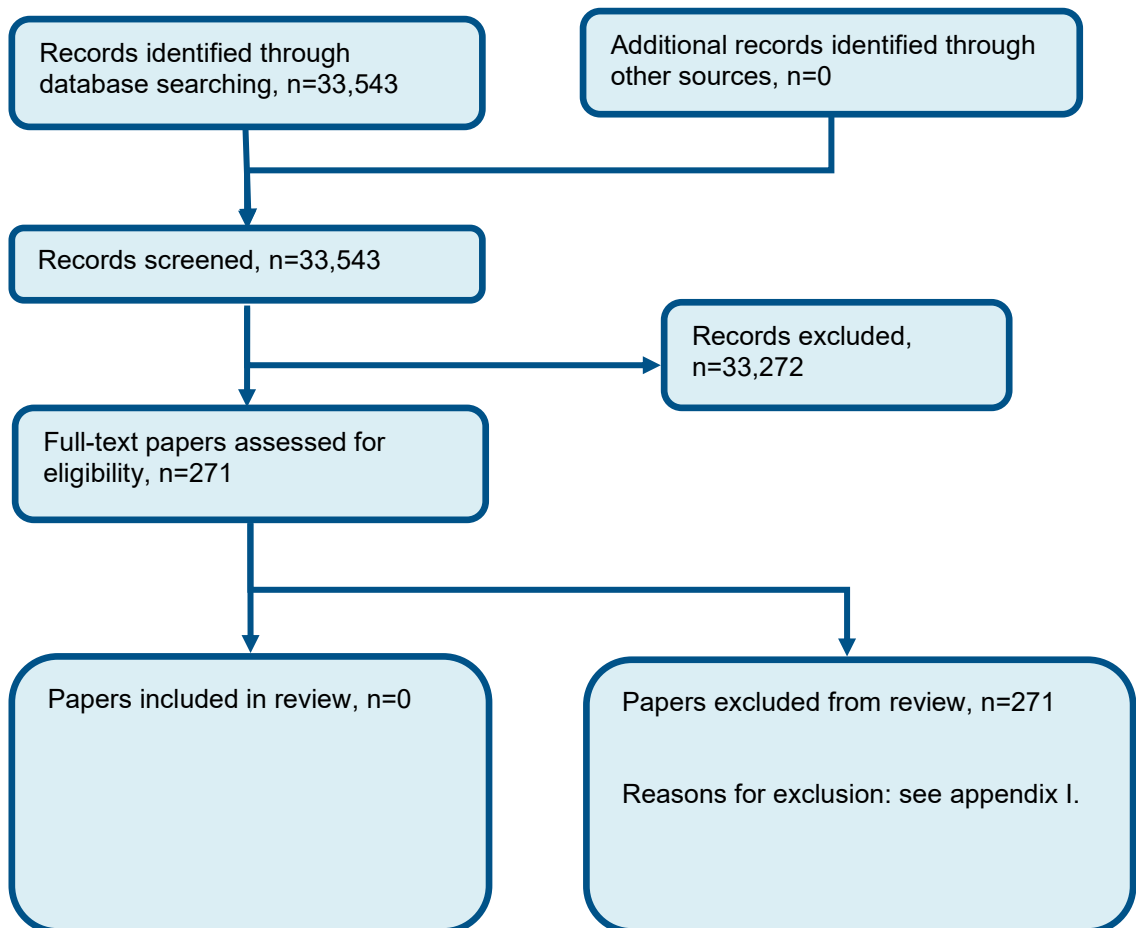 Records identified through
database searching, n=33,543
Additional records identified through
other sources, n=0
Records screened, n=33,543
Records excluded,
n=33,272
Full-text papers assessed for
eligibility, n=271
Papers included in review, n=0
Papers excluded from review, n=271
Reasons for exclusion: see appendix I.